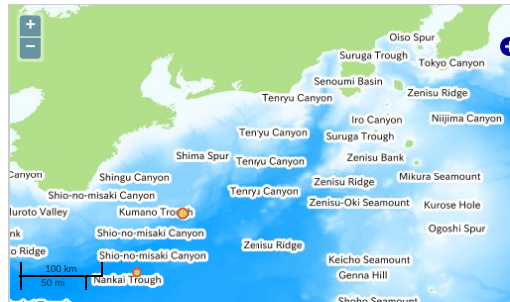 +
−
Oiso Spur
Suruga Trough
Tokyo Canyon
Senoumi Basin
Tenryu Canyon
Zenisu Ridge
Iro Canyon
Niijima Canyon
Tenryu Canyon
Suruga Trough
Shima Spur
Tenryu Canyon
Zenisu Bank
Canyon
Shingu Canyon
Mikura Seamount
Zenisu Ridge
Shio-no-misaki Canyon
Tenryu Canyon
Zenisu-Oki Seamount
Kurose Hole
Kumano Trough
Shio-no-misaki Canyon
Ogoshi Spur
Zenisu Ridge
Ridge
Shio-no-misaki Canyon
Keicho Seamount
100 km
Genna Hill
50 mi
Nankai Trough
Shoho Seamount